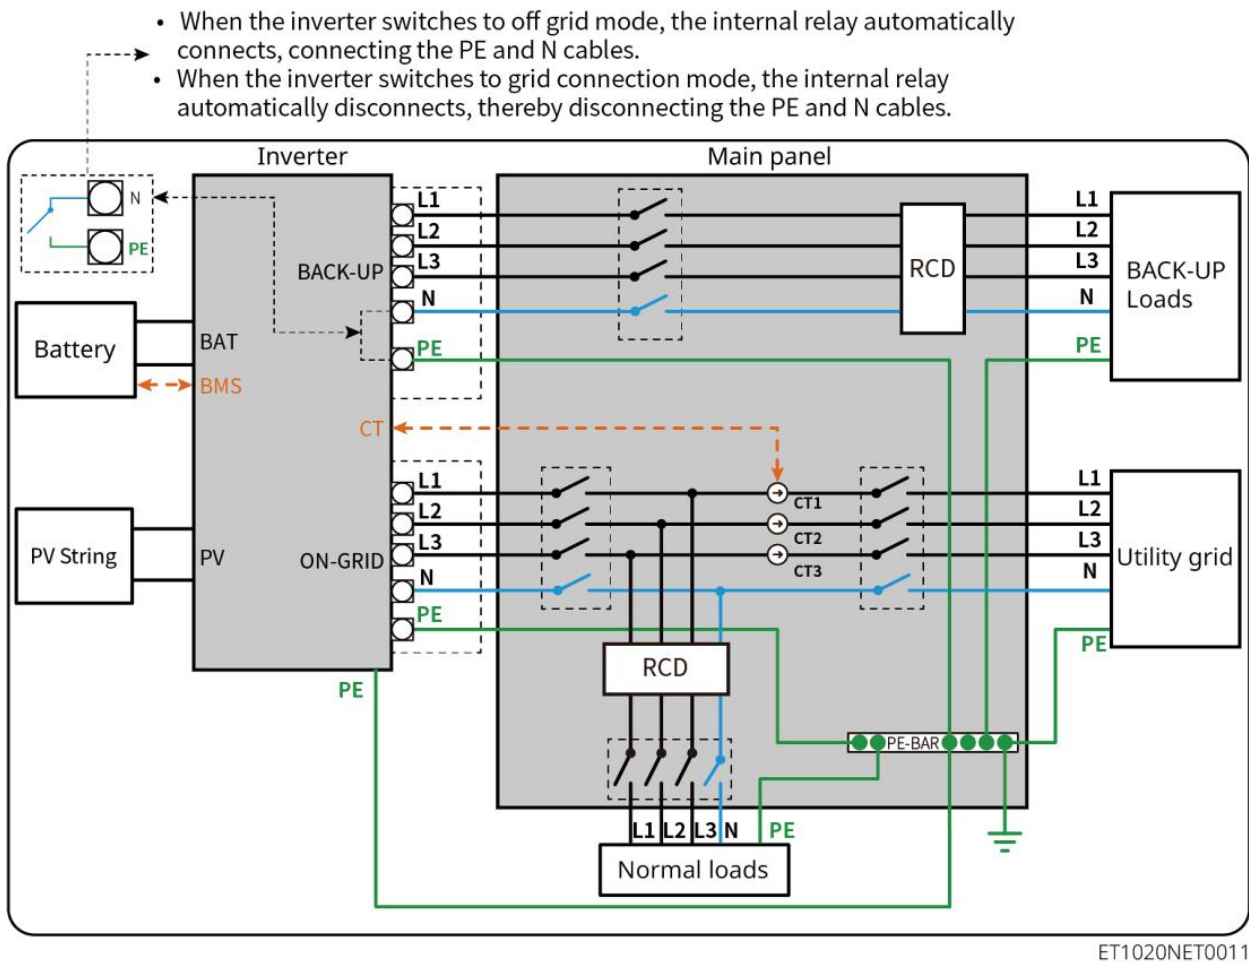 • When the inverter switches to off grid mode, the internal relay automatically
connects, connecting the PE and N cables.
• When the inverter switches to grid connection mode, the internal relay
automatically disconnects, thereby disconnecting the PE and N cables.
Inverter
Main panel
N
PE
L1
L2
L3
N
PE
BACK-UP
RCD
L1
L2
L3
N
PE
BACK-UP
Loads
Battery
BAT
BMS
CT
PV String
PV
ON-GRID
L1
L2
L3
N
PE
CT1
CT2
CT3
L1
L2
L3
N
PE
Utility grid
RCD
PE
PE-BAR
L1 L2 L3 N PE
Normal loads
ET1020NET0011